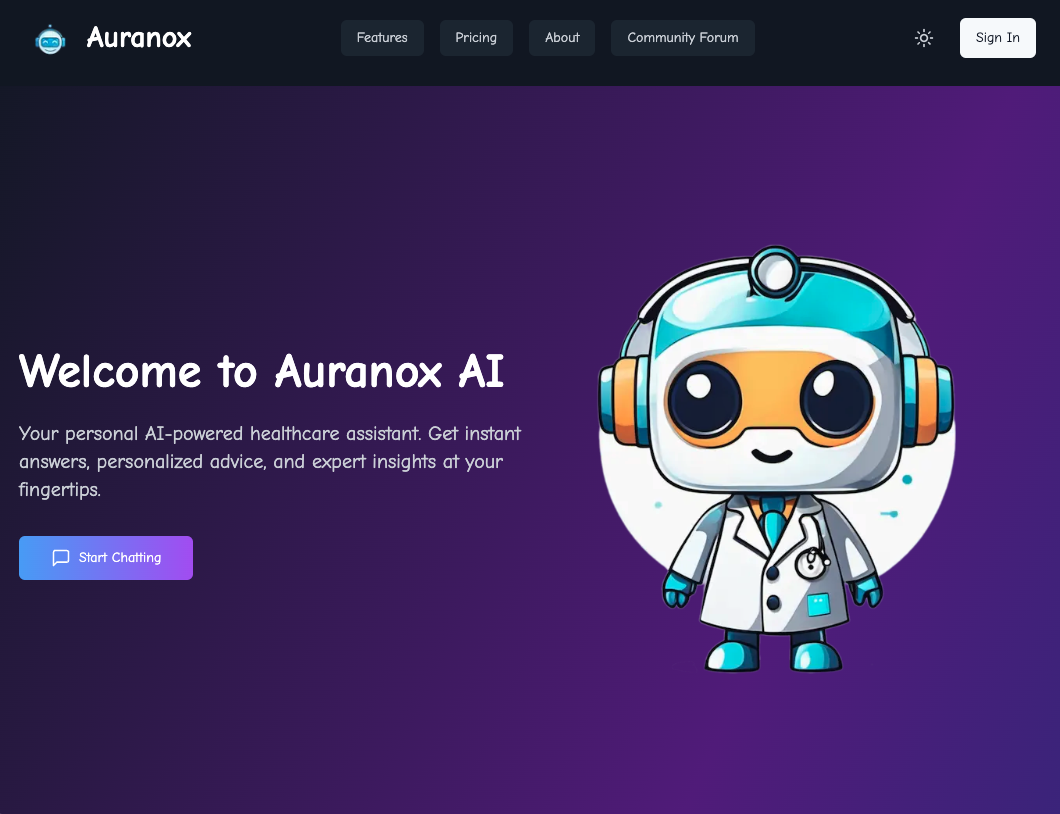 Auranox
Features
Pricing
About
Community Forum
Sign In
Welcome to Auranox AI
Your personal AI-powered healthcare assistant. Get instant
answers, personalized advice, and expert insights at your
fingertips.
Start Chatting